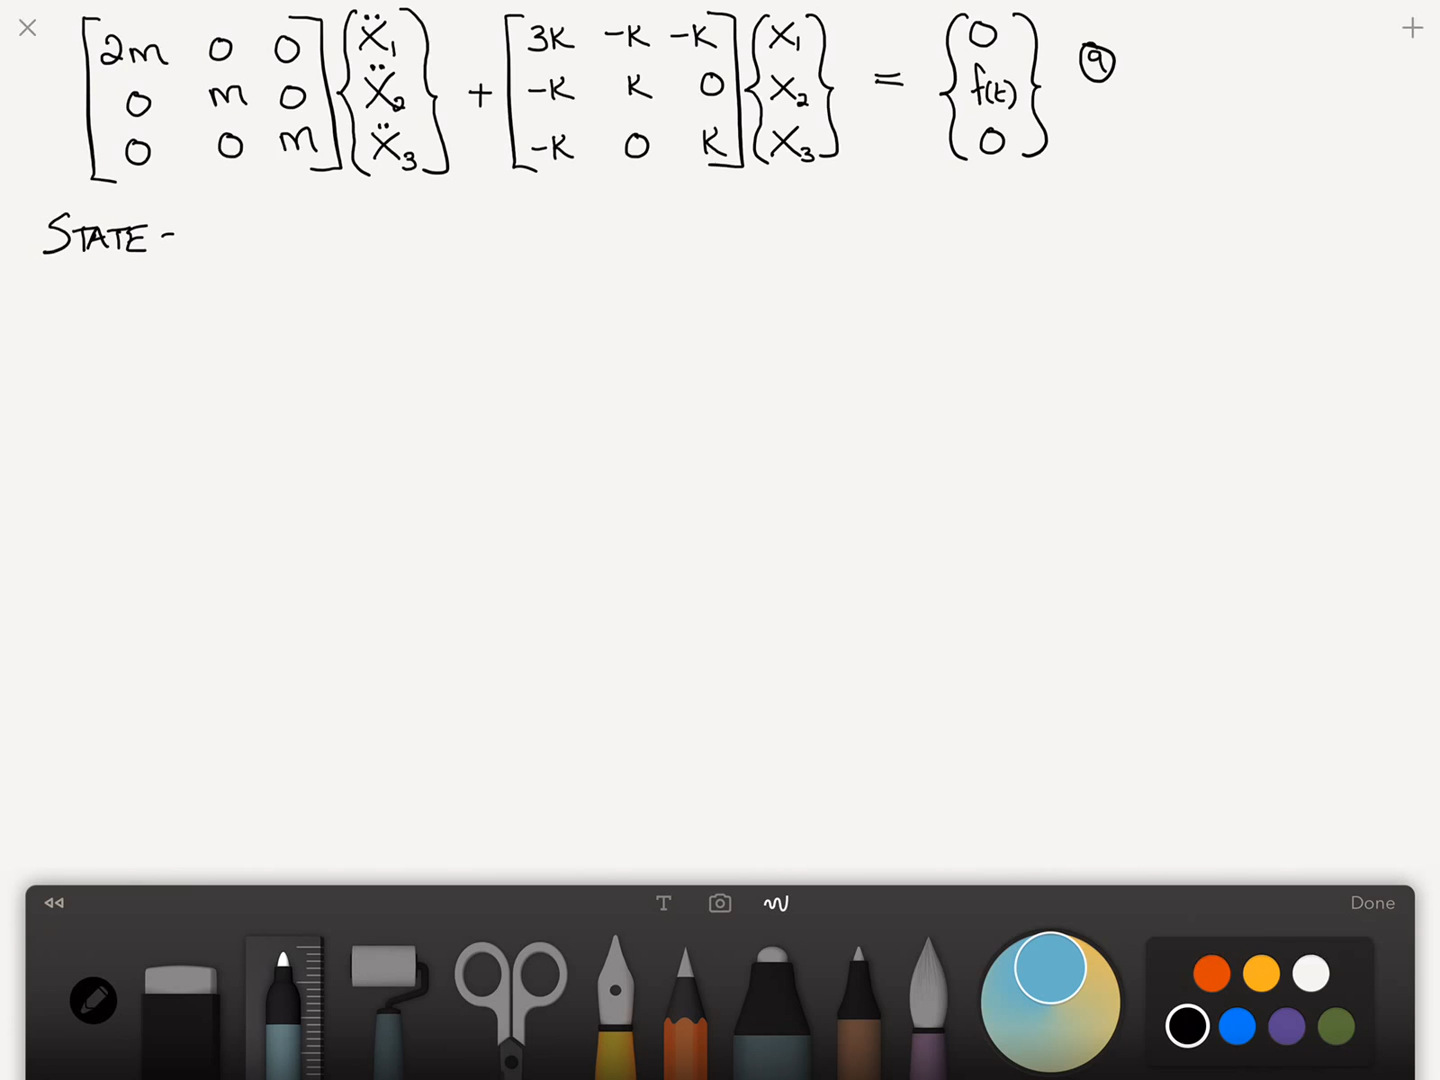 [2m 0 0] {Ẍ₁} + [3K -K -K] {X₁} = {0} ⑨
[0 m 0] {Ẍ₂} [-K K 0] {X₂} {f(t)}
[0 0 m] {Ẍ₃} [-K 0 K] {X₃} {0}
STATE -
T
Done